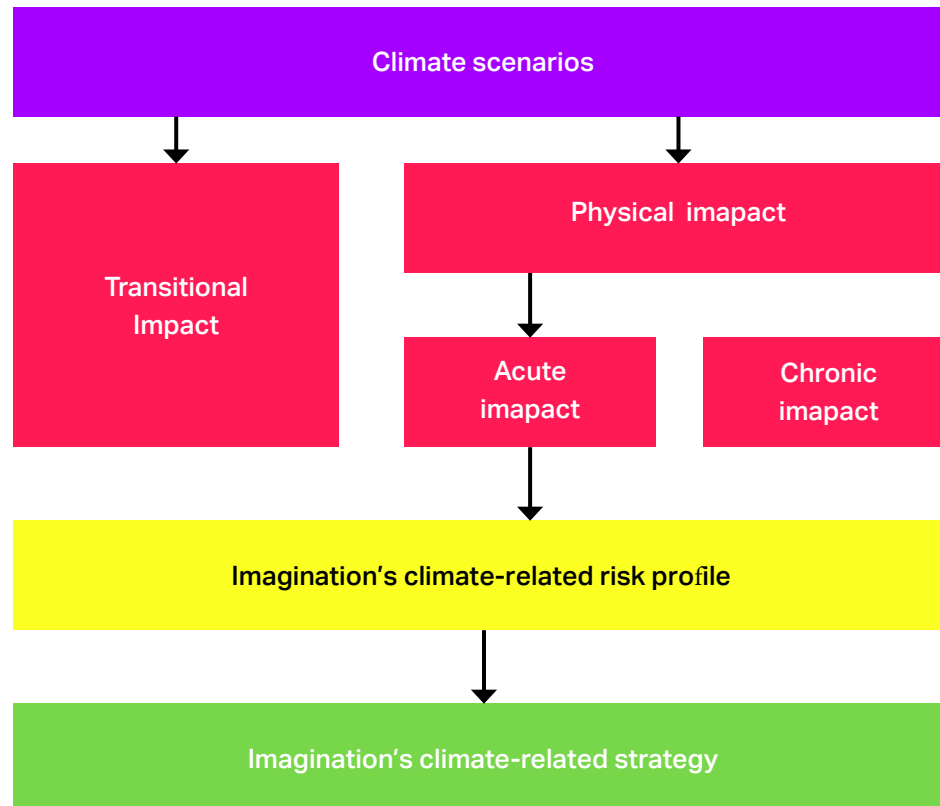 Climate scenarios
Physical imapact
Transitional
Impact
Acute
imapact
Chronic
imapact
Imagination's climate-related risk profile
Imagination's climate-related strategy